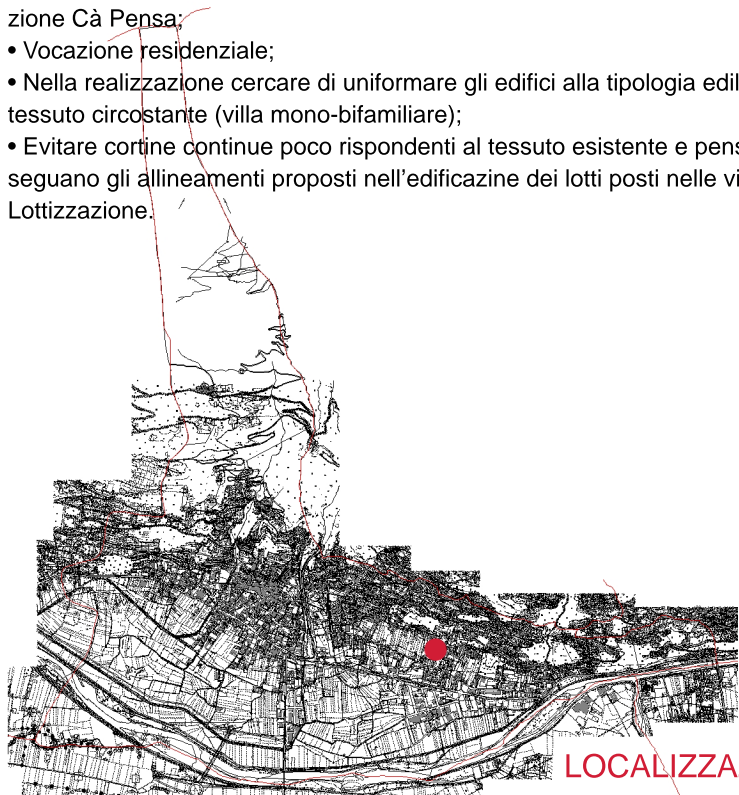 zione Cà Pensa;
• Vocazione residenziale;
• Nella realizzazione cercare di uniformare gli edifici alla tipologia edil
tessuto circostante (villa mono-bifamiliare);
• Evitare cortine continue poco rispondenti al tessuto esistente e pens
seguano gli allineamenti proposti nell'edificazine dei lotti posti nelle vi
Lottizzazione.
LOCALIZZA